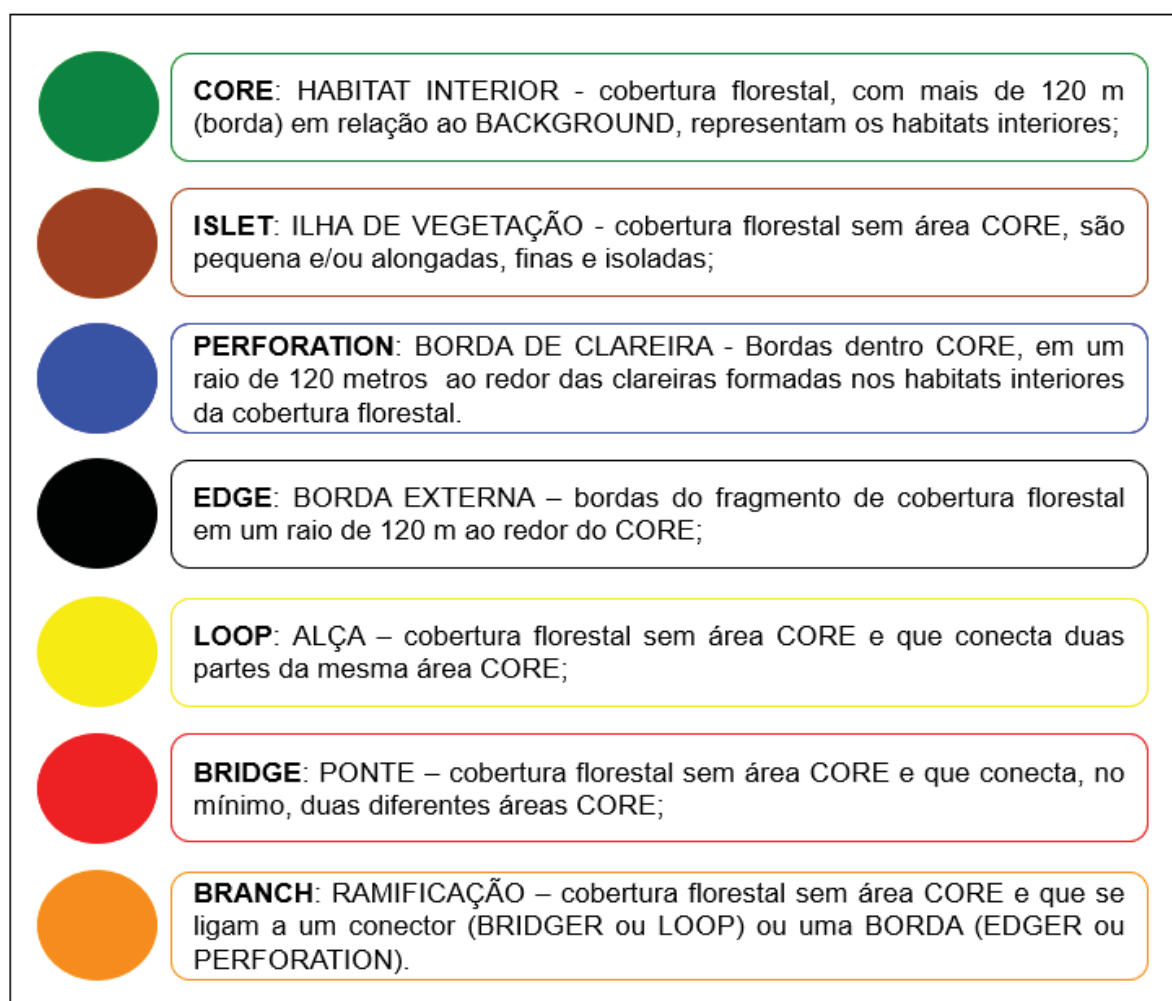 CORE: HABITAT INTERIOR - cobertura florestal, com mais de 120 m
(borda) em relação ao BACKGROUND, representam os habitats interiores;
ISLET: ILHA DE VEGETAÇÃO - cobertura florestal sem área CORE, são
pequena e/ou alongadas, finas e isoladas;
PERFORATION: BORDA DE CLAREIRA - Bordas dentro CORE, em um
raio de 120 metros ao redor das clareiras formadas nos habitats interiores
da cobertura florestal.
EDGE: BORDA EXTERNA – bordas do fragmento de cobertura florestal
em um raio de 120 m ao redor do CORE;
LOOP: ALÇA – cobertura florestal sem área CORE e que conecta duas
partes da mesma área CORE;
BRIDGE: PONTE – cobertura florestal sem área CORE e que conecta, no
mínimo, duas diferentes áreas CORE;
BRANCH: RAMIFICAÇÃO – cobertura florestal sem área CORE e que se
ligam a um conector (BRIDGER ou LOOP) ou uma BORDA (EDGER ou
PERFORATION).